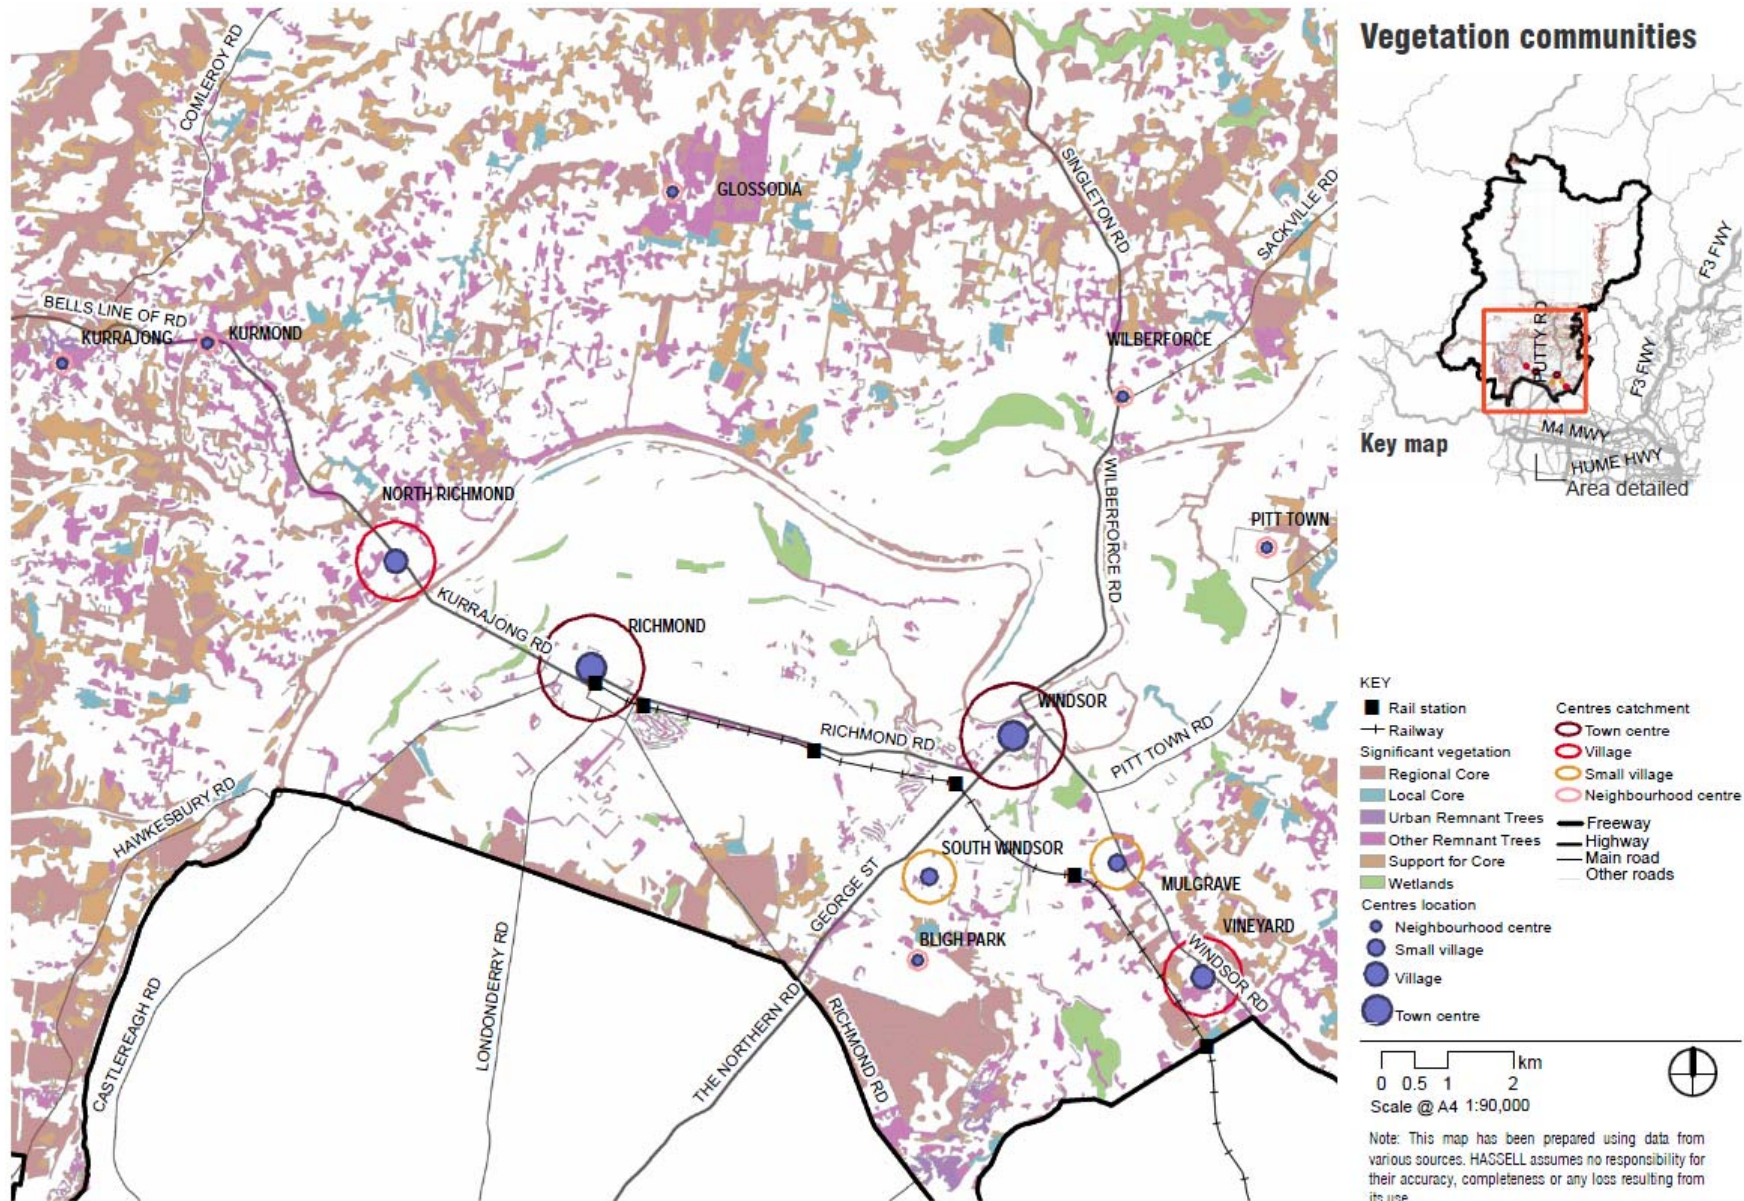 Vegetation communities
COMLEROY RD
GLOSSODIA
SINGLETON RD
SACKVILLE RD
BELLS LINE OF RD
KURRAJONG
KURMOND
WILBERFORCE
NORTH RICHMOND
WILBERFORCE RD
PITT TOWN
KURRAJONG RD
RICHMOND
WINDSOR
RICHMOND RD
PITT TOWN RD
HAWKESBURY RD
SOUTH WINDSOR
GEORGE ST
MULGRAVE
VINEYARD
BLIGH PARK
WINDSOR RD
LONDONDERRY RD
CASTLEREAGH RD
THE NORTHERN RD
RICHMOND RD
PUTTY RD
F3 FWY
F3 FWY
M4 MWY
HUME HWY
Key map
Area detailed
KEY
Rail station
Railway
Significant vegetation
Regional Core
Local Core
Urban Remnant Trees
Other Remnant Trees
Support for Core
Wetlands
Centres location
Neighbourhood centre
Small village
Village
Town centre
Centres catchment
Town centre
Village
Small village
Neighbourhood centre
Freeway
Highway
Main road
Other roads
km
0 0.5 1 2
Scale @ A4 1:90,000
Note: This map has been prepared using data from
various sources. HASSELL assumes no responsibility for
their accuracy, completeness or any loss resulting from
its use